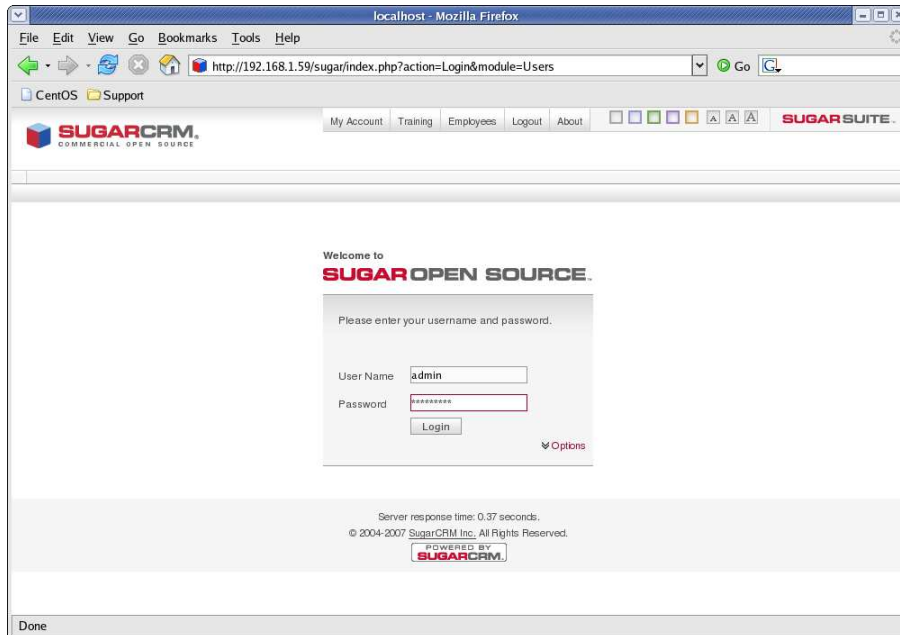 localhost - Mozilla Firefox
File Edit View Go Bookmarks Tools Help
http://192.168.1.59/sugar/index.php?action=Login&module=Users Go G
CentOS Support
SUGARCRM.
COMMERCIAL OPEN SOURCE
My Account Training Employees Logout About A A A SUGARSUITE
Welcome to
SUGAR OPEN SOURCE
Please enter your username and password.
User Name admin
Password *********
Login
Options
Server response time: 0.37 seconds.
© 2004-2007 SugarCRM Inc. All Rights Reserved.
POWERED BY
SUGARCRM.
Done